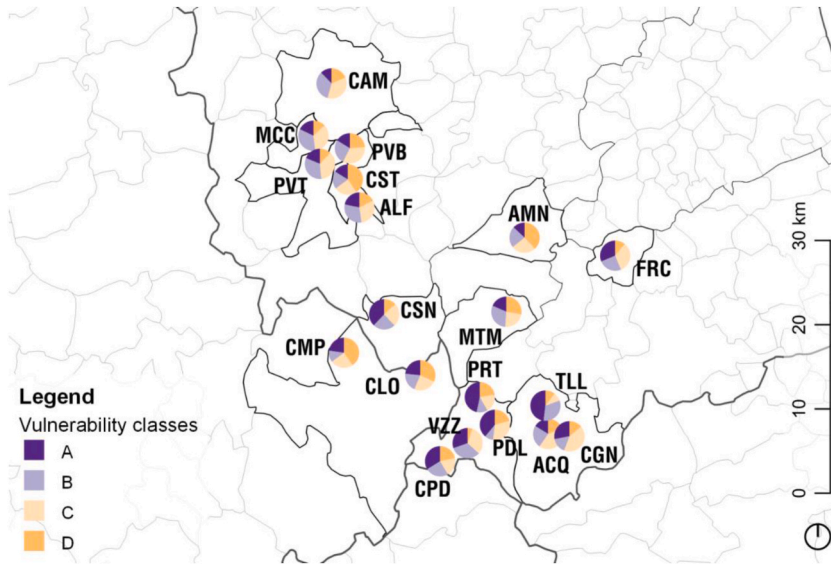 CAM
MCC
PVB
PVT
CST
ALF
AMN
FRC
30 km
CSN
MTM
20
CMP
CLO
PRT
TLL
Legend
Vulnerability classes
A
B
C
D
VZZ
PDL
ACQ
CGN
CPD
10
0